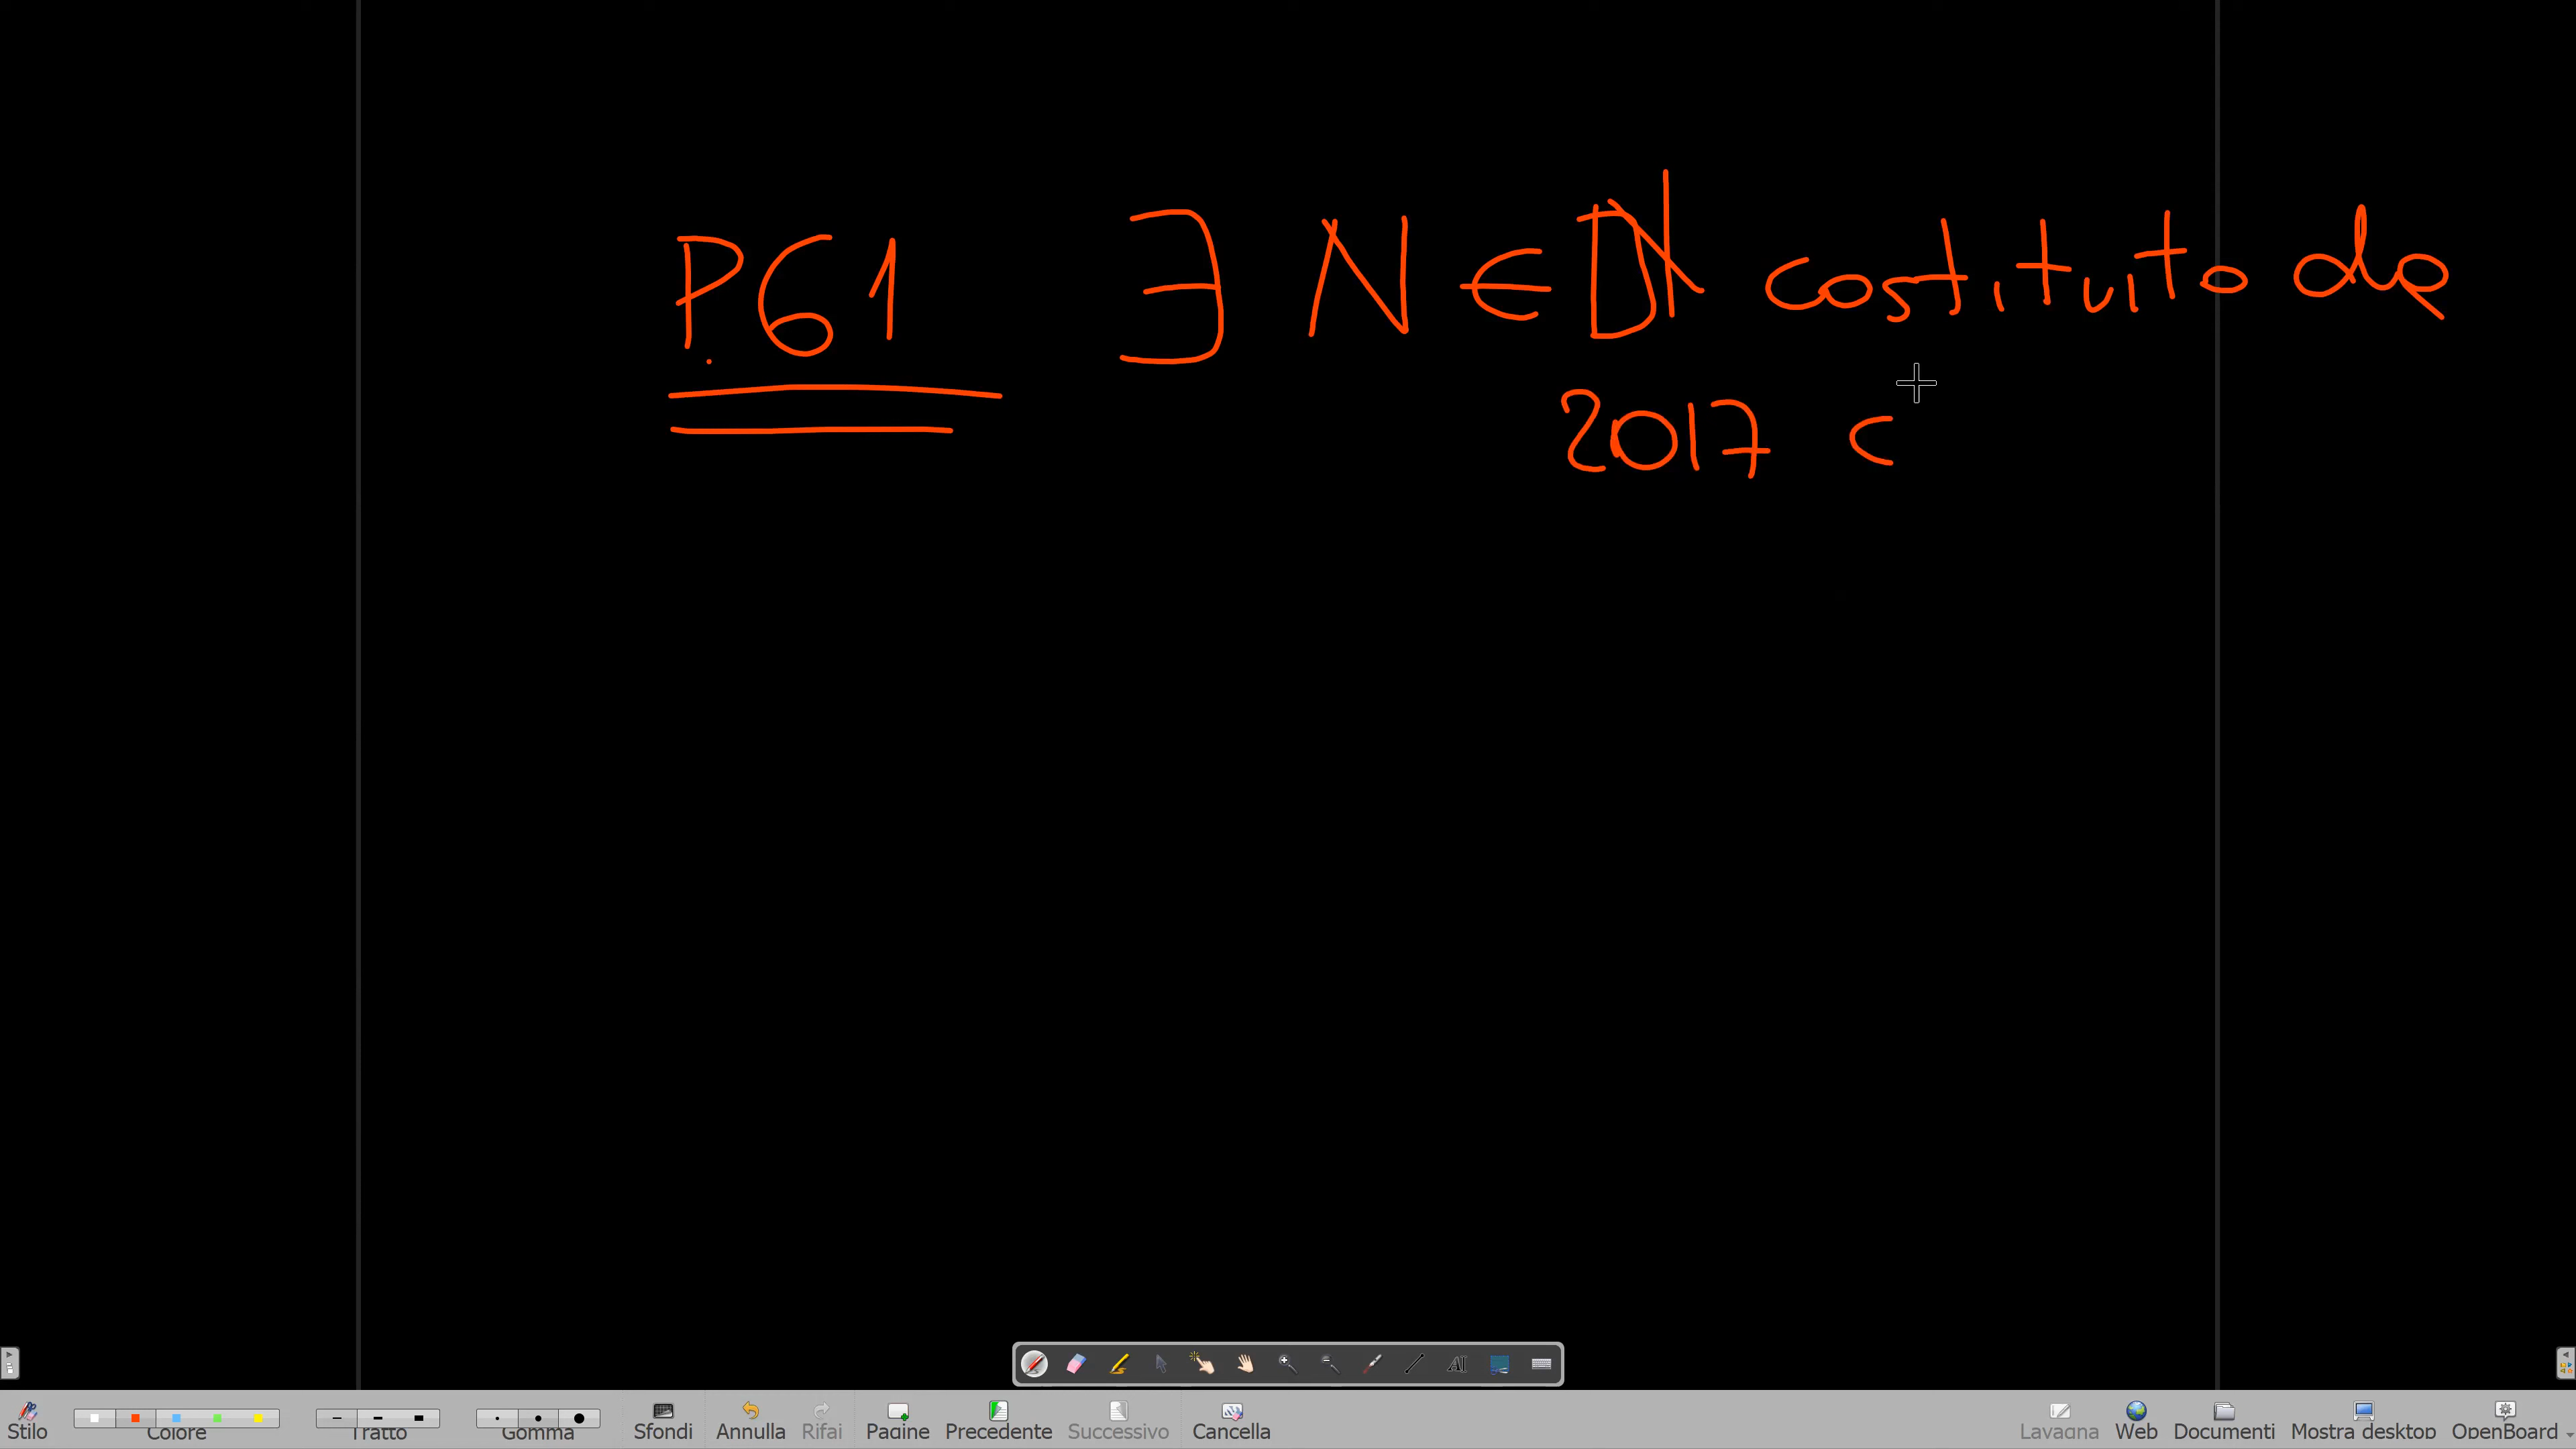 P.61 ∃ N ∈ ℕ costituito da
2017 c
Stilo Colore Tratto Gomma Sfondi Annulla Rifai Pagine Precedente Successivo Cancella Lavagna Web Documenti Mostra desktop OpenBoard